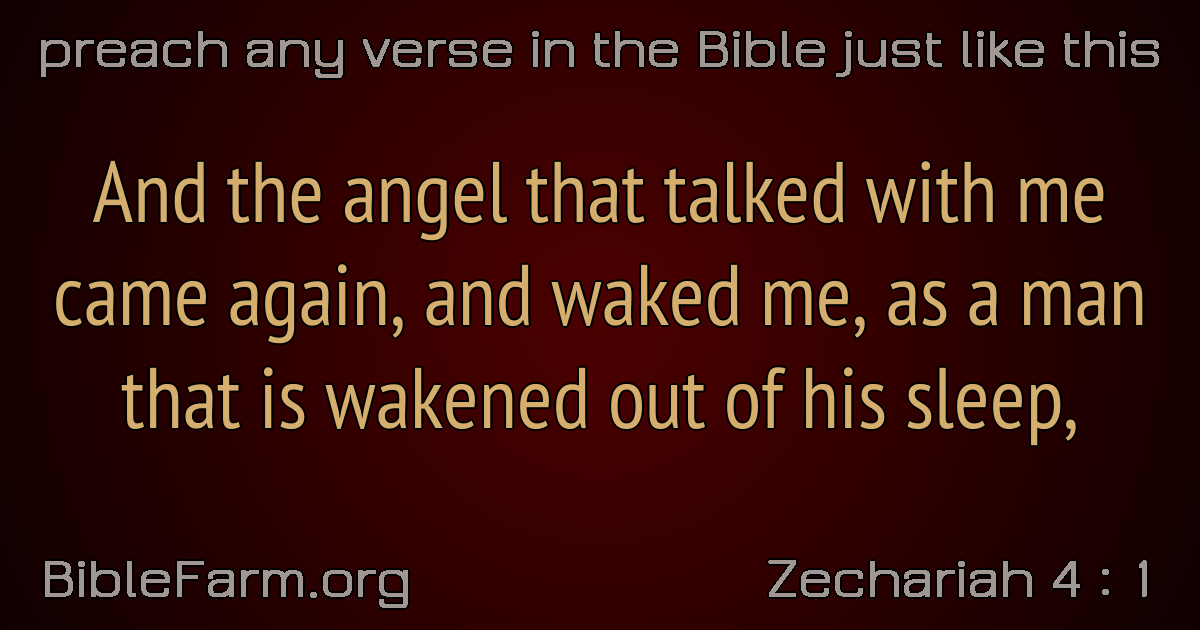 preach any verse in the Bible just like this
And the angel that talked with me
came again, and waked me, as a man
that is wakened out of his sleep,
BibleFarm.org
Zechariah 4 : 1